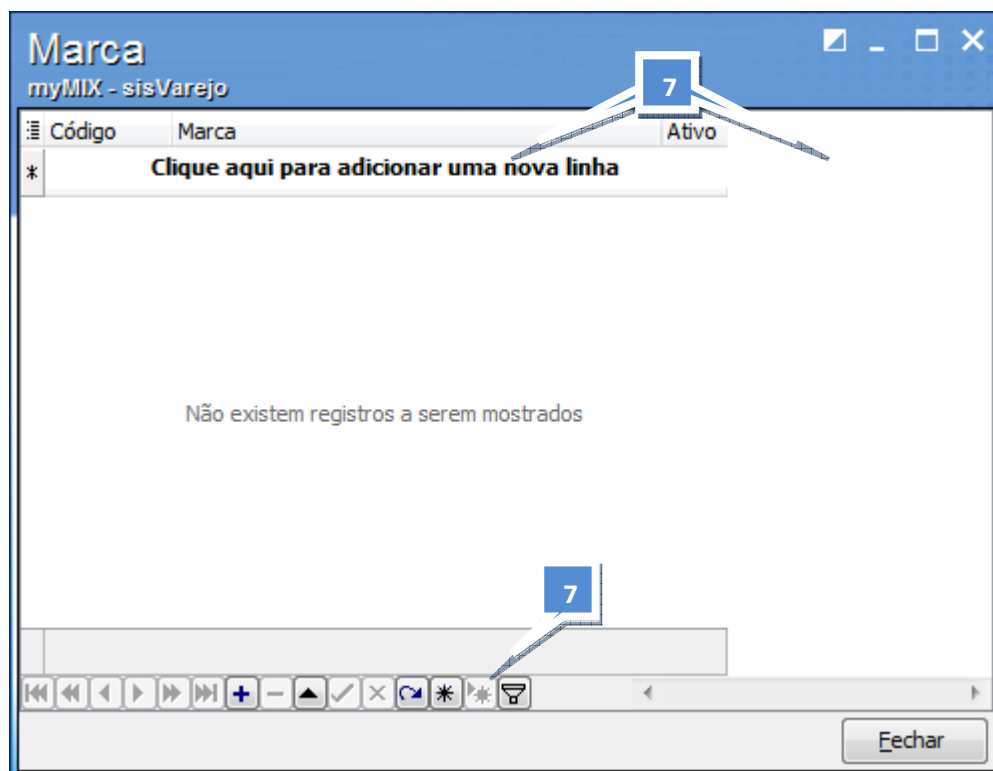 Marca
myMIX - sisVarejo
7
Código Marca Ativo
Clique aqui para adicionar uma nova linha
Não existem registros a serem mostrados
7
Fechar